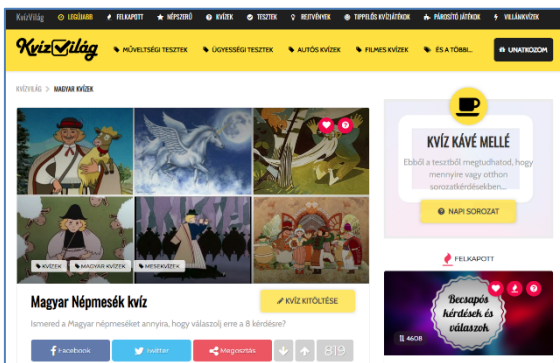 KvízVilág LEGÚJABB FELKAPOTT NÉPSZERŰ KVÍZEK TESZTEK REJTVÉNYEK TIPPELŐS KVÍZJÁTÉKOK PÁROSÍTÓ JÁTÉKOK VILLÁMKVÍZEK
KvízVilág MŰVELTSÉGI TESZTEK ÜGYESSÉGI TESZTEK AUTÓS KVÍZEK FILMES KVÍZEK ÉS A TÖBBI... UNATKOZOM
KVÍZVILÁG > MAGYAR KVÍZEK
KVÍZEK MAGYAR KVÍZEK MESEKVÍZEK
Magyar Népmesék kvíz
KVÍZ KITÖLTÉSE
Ismered a Magyar népmeséket annyira, hogy válaszolj erre a 8 kérdésre?
Facebook Twitter Megosztás 819
KVÍZ KÁVÉ MELLÉ
Ebből a tesztből megtudhatod, hogy
mennyire vagy otthon
sorozatkérdésekben...
NAPI SOROZAT
FELKAPOTT
Becsapós
kérdések és
válaszok
4608